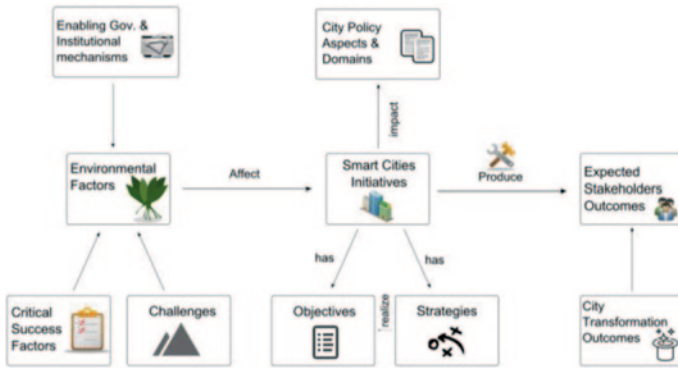 Enabling Gov. &
Institutional
mechanisms
City Policy
Aspects &
Domains
impact
Environmental
Factors
Affect
Smart Cities
Initiatives
Produce
Expected
Stakeholders
Outcomes
has
has
Critical
Success
Factors
Challenges
Objectives
realize
Strategies
City
Transformation
Outcomes